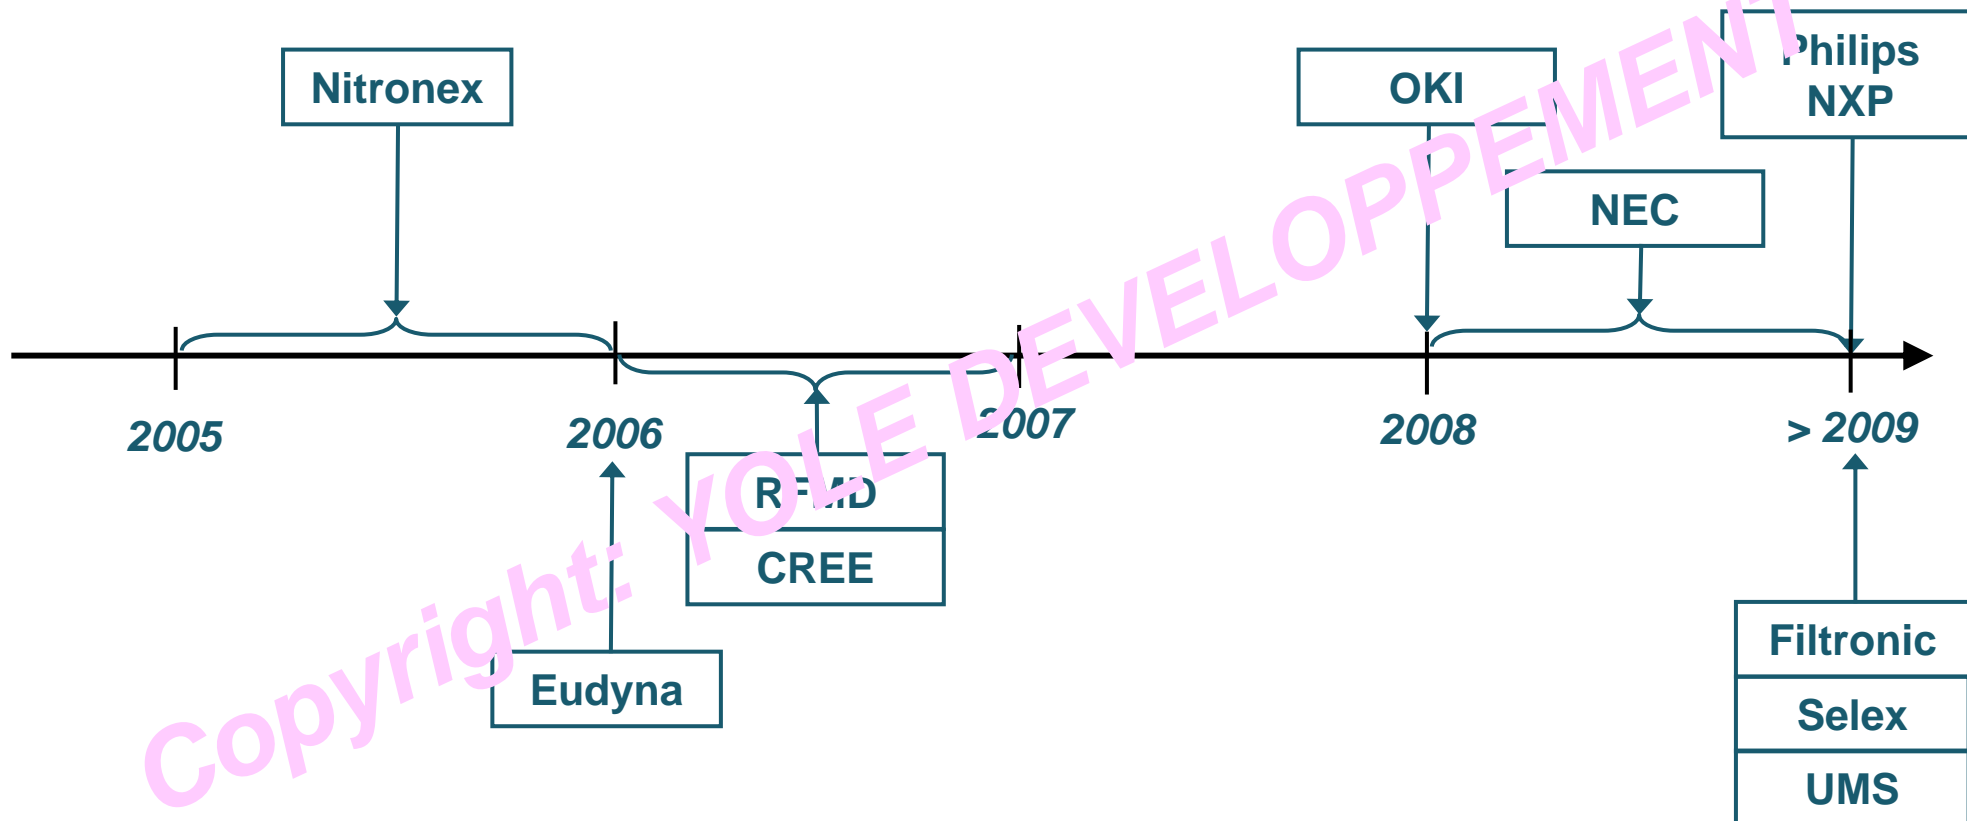 Philips
NXP
Nitronex
OKI
NEC
2005
2006
2007
2008
> 2009
RFMD
CREE
Eudyna
Filtronic
Selex
UMS
Copyright: YOLE DEVELOPPEMENT